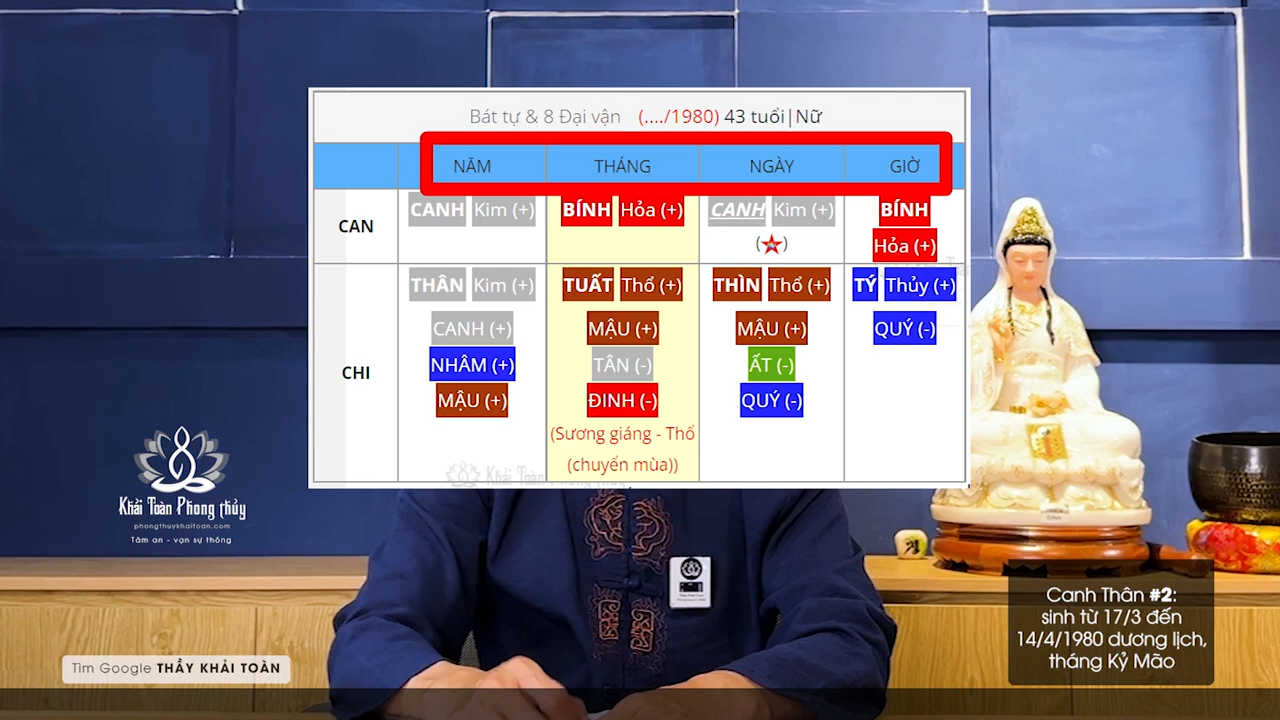 Bát tự & 8 Đại vận (..../1980) 43 tuổi|Nữ
NĂM THÁNG NGÀY GIỜ
CAN
CANH Kim (+)
BÍNH Hỏa (+)
CANH Kim (+)
(★)
BÍNH
Hỏa (+)
CHI
THÂN Kim (+)
CANH (+)
NHÂM (+)
MẬU (+)
TUẤT Thổ (+)
MẬU (+)
TÂN (-)
ĐINH (-)
(Sương giáng - Thổ
(chuyển mùa))
THÌN Thổ (+)
MẬU (+)
ẤT (-)
QUÝ (-)
TÝ Thủy (+)
QUÝ (-)
Khải Toàn Phong thủy
Khải Toàn Phong thủy
phongthuykhaitoan.com
Tâm an - vạn sự thông
Tìm Google THẦY KHẢI TOÀN
Canh Thân #2:
sinh từ 17/3 đến
14/4/1980 dương lịch,
tháng Kỷ Mão